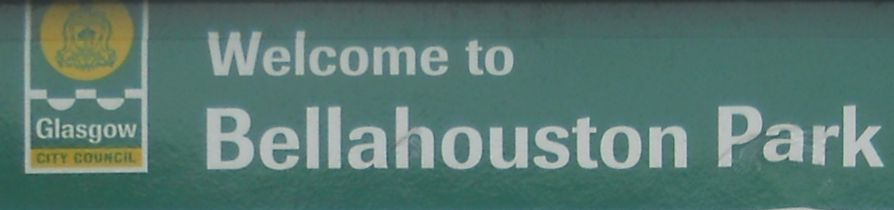 Welcome to
Bellahouston Park
Glasgow
CITY COUNCIL